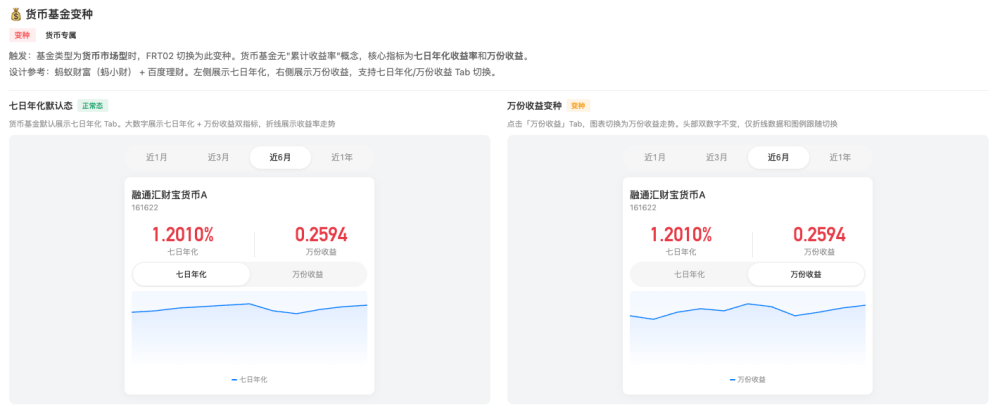 💰 货币基金变种
变种 货币专属
触发：基金类型为货币市场型时，FRT02 切换为此变种。货币基金无"累计收益率"概念，核心指标为七日年化收益率和万份收益。
设计参考：蚂蚁财富（蚂小财） + 百度理财。左侧展示七日年化，右侧展示万份收益，支持七日年化/万份收益 Tab 切换。
七日年化默认态 正常态
货币基金默认展示七日年化 Tab。大数字展示七日年化 + 万份收益双指标，折线展示收益率走势
近1月 近3月 近6月 近1年
融通汇财宝货币A
161622
1.2010% 0.2594
七日年化 万份收益
七日年化 万份收益
七日年化
万份收益变种 变种
点击「万份收益」Tab，图表切换为万份收益走势。头部双数字不变，仅折线数据和图例跟随切换
近1月 近3月 近6月 近1年
融通汇财宝货币A
161622
1.2010% 0.2594
七日年化 万份收益
七日年化 万份收益
万份收益